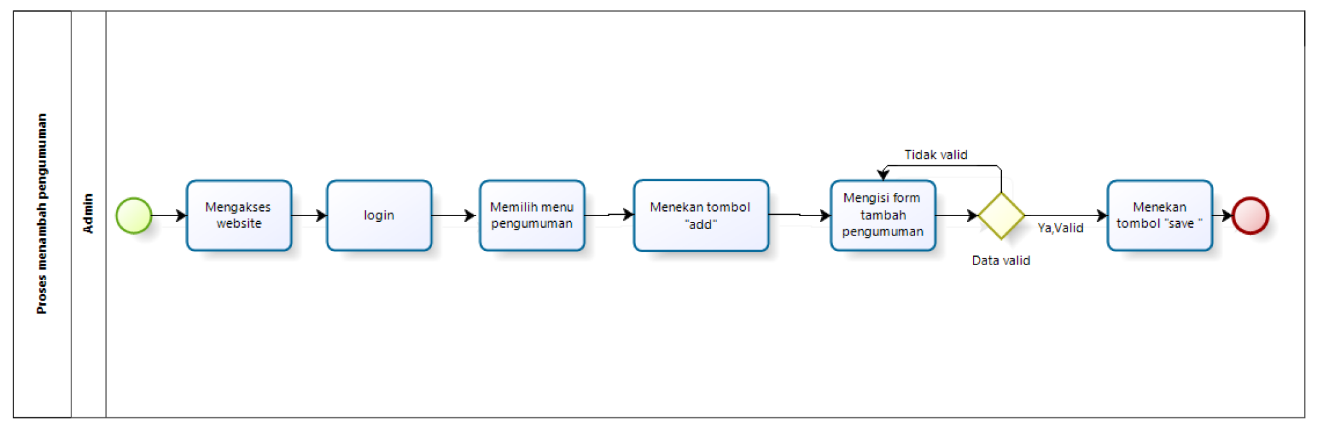 Proses menambah pengumuman
Admin
Mengakses
website
login
Memilih menu
pengumuman
Menekan tombol
"add"
Mengisi form
tambah
pengumuman
Tidak valid
Data valid
Ya,Valid
Menekan
tombol "save "